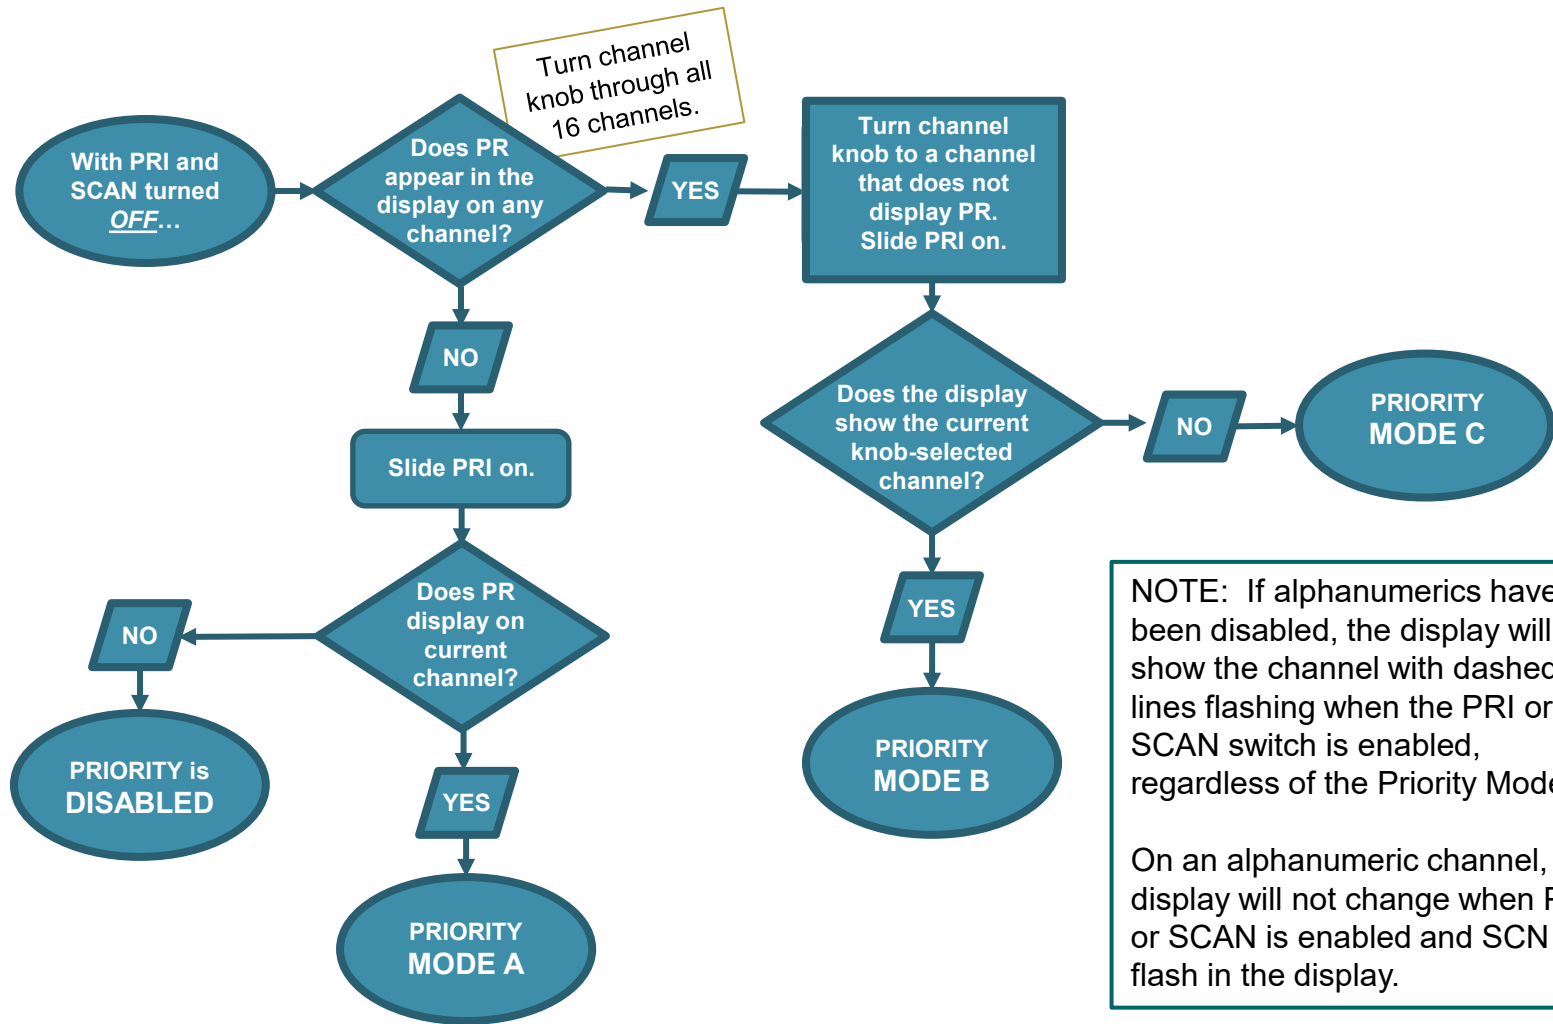 Turn channel
knob through all
16 channels.
With PRI and
SCAN turned
OFF…
Does PR
appear in the
display on any
channel?
YES
Turn channel
knob to a channel
that does not
display PR.
Slide PRI on.
NO
Does the display
show the current
knob-selected
channel?
NO
PRIORITY
MODE C
Slide PRI on.
Does PR
display on
current
channel?
NO
YES
PRIORITY is
DISABLED
YES
PRIORITY
MODE B
PRIORITY
MODE A
NOTE:  If alphanumerics have
been disabled, the display will
show the channel with dashed
lines flashing when the PRI or
SCAN switch is enabled,
regardless of the Priority Mode
On an alphanumeric channel,
display will not change when
or SCAN is enabled and SCN
flash in the display.